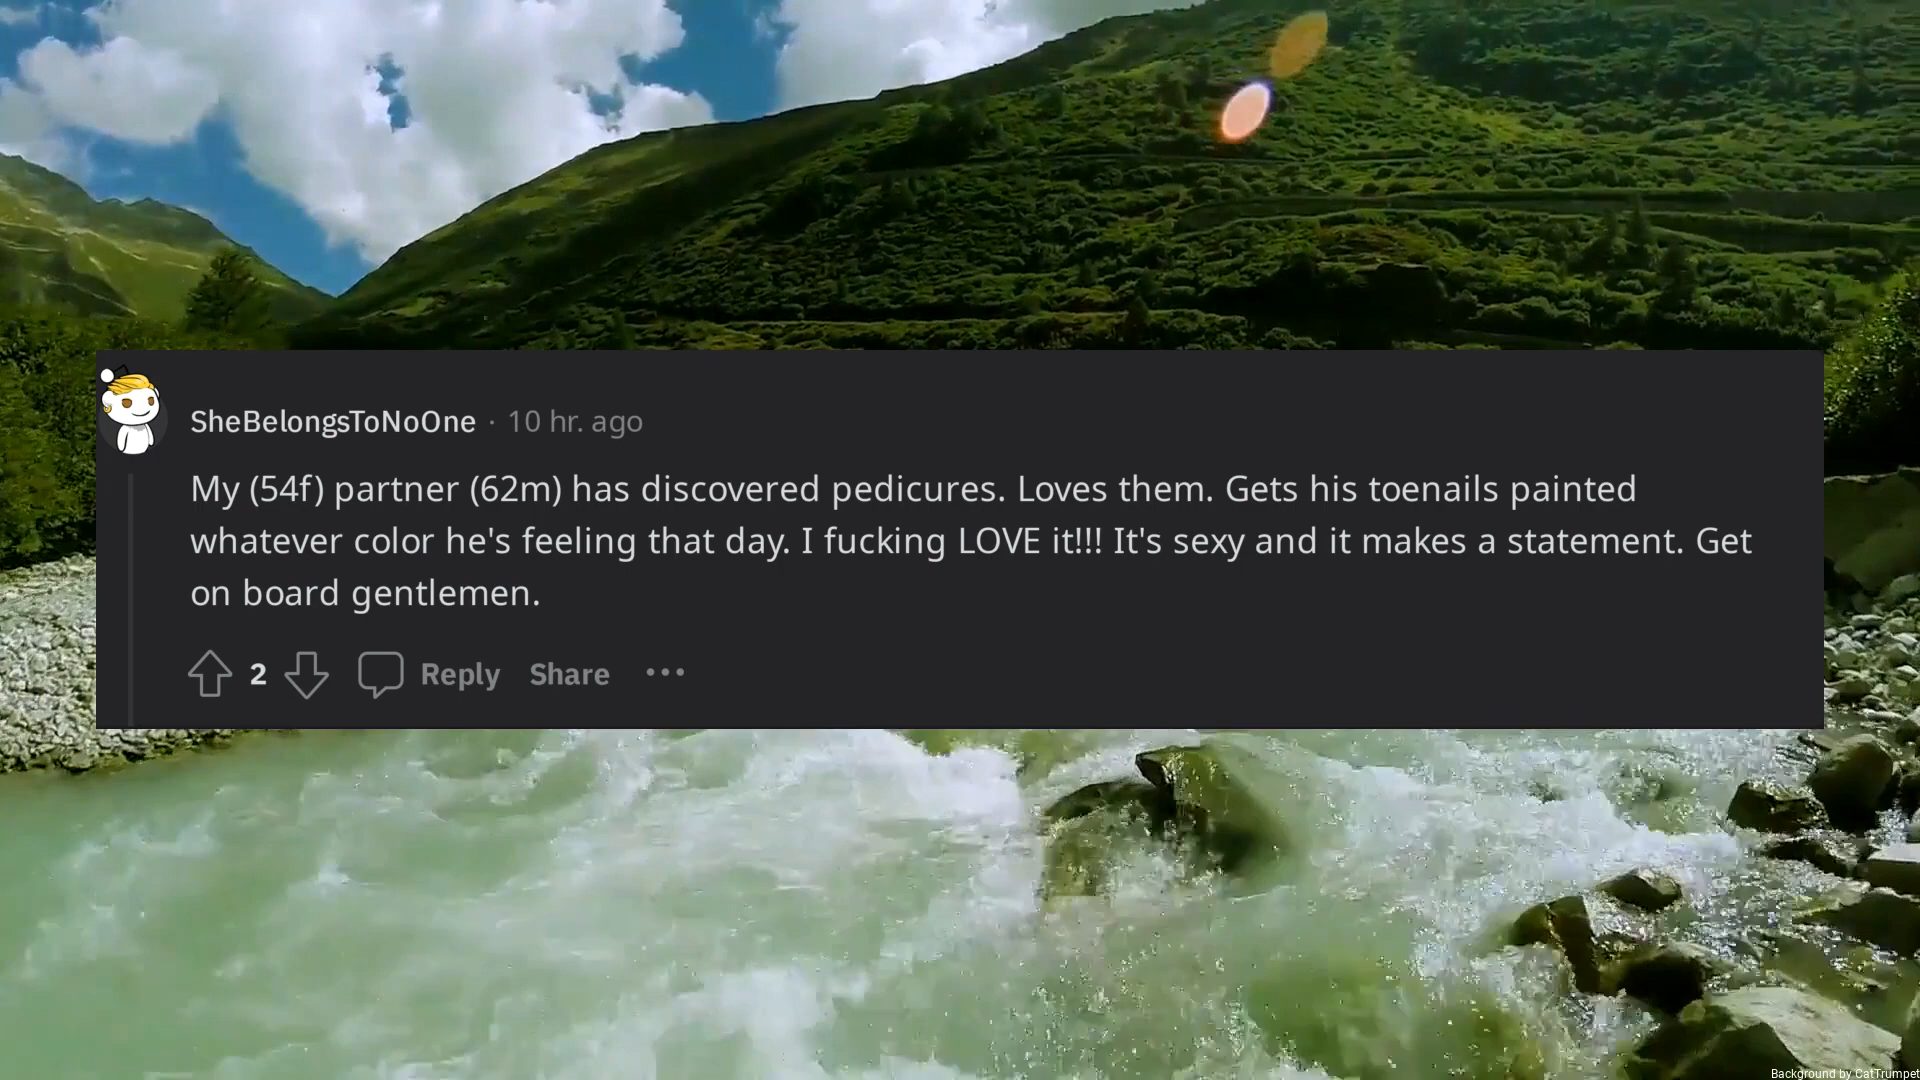 SheBelongsToNoOne · 10 hr. ago
My (54f) partner (62m) has discovered pedicures. Loves them. Gets his toenails painted
whatever color he's feeling that day. I fucking LOVE it!!! It's sexy and it makes a statement. Get
on board gentlemen.
2 Reply Share ···
Background by CatTrumpet